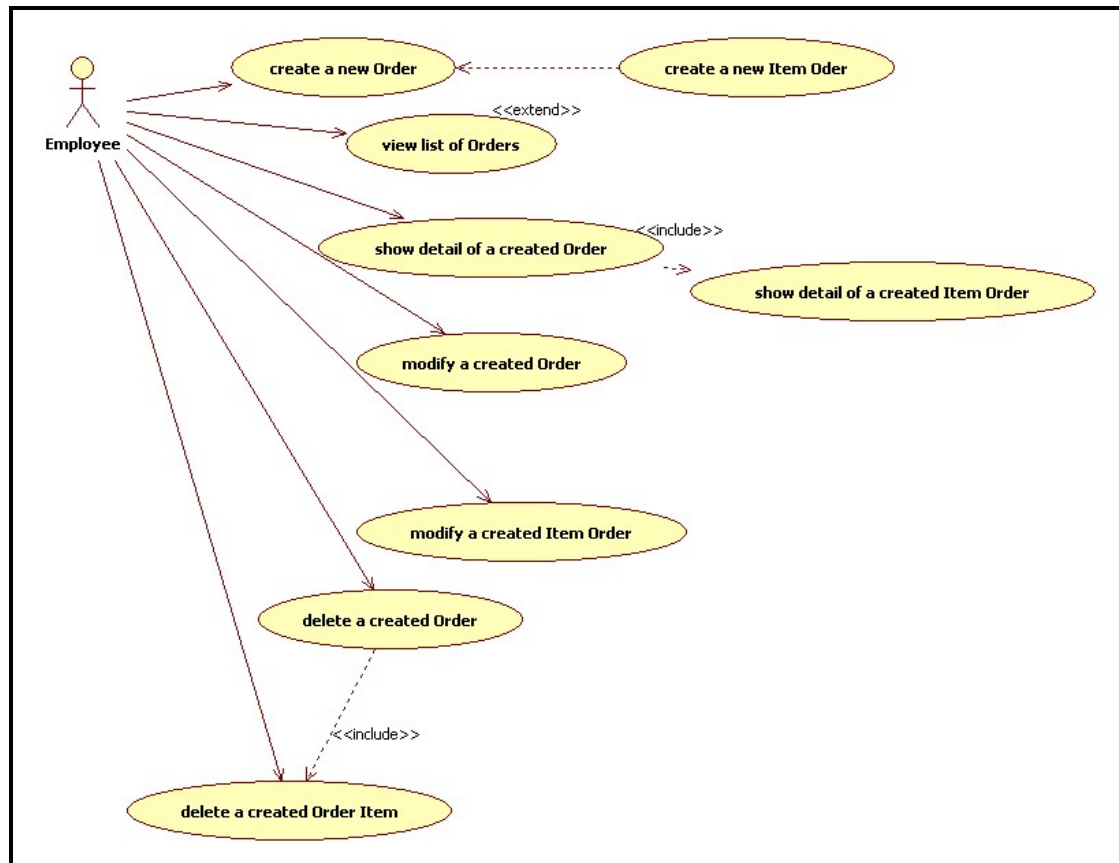 create a new Order
create a new Item Oder
<<extend>>
Employee
view list of Orders
<<include>>
show detail of a created Order
show detail of a created Item Order
modify a created Order
modify a created Item Order
delete a created Order
<<include>>
delete a created Order Item